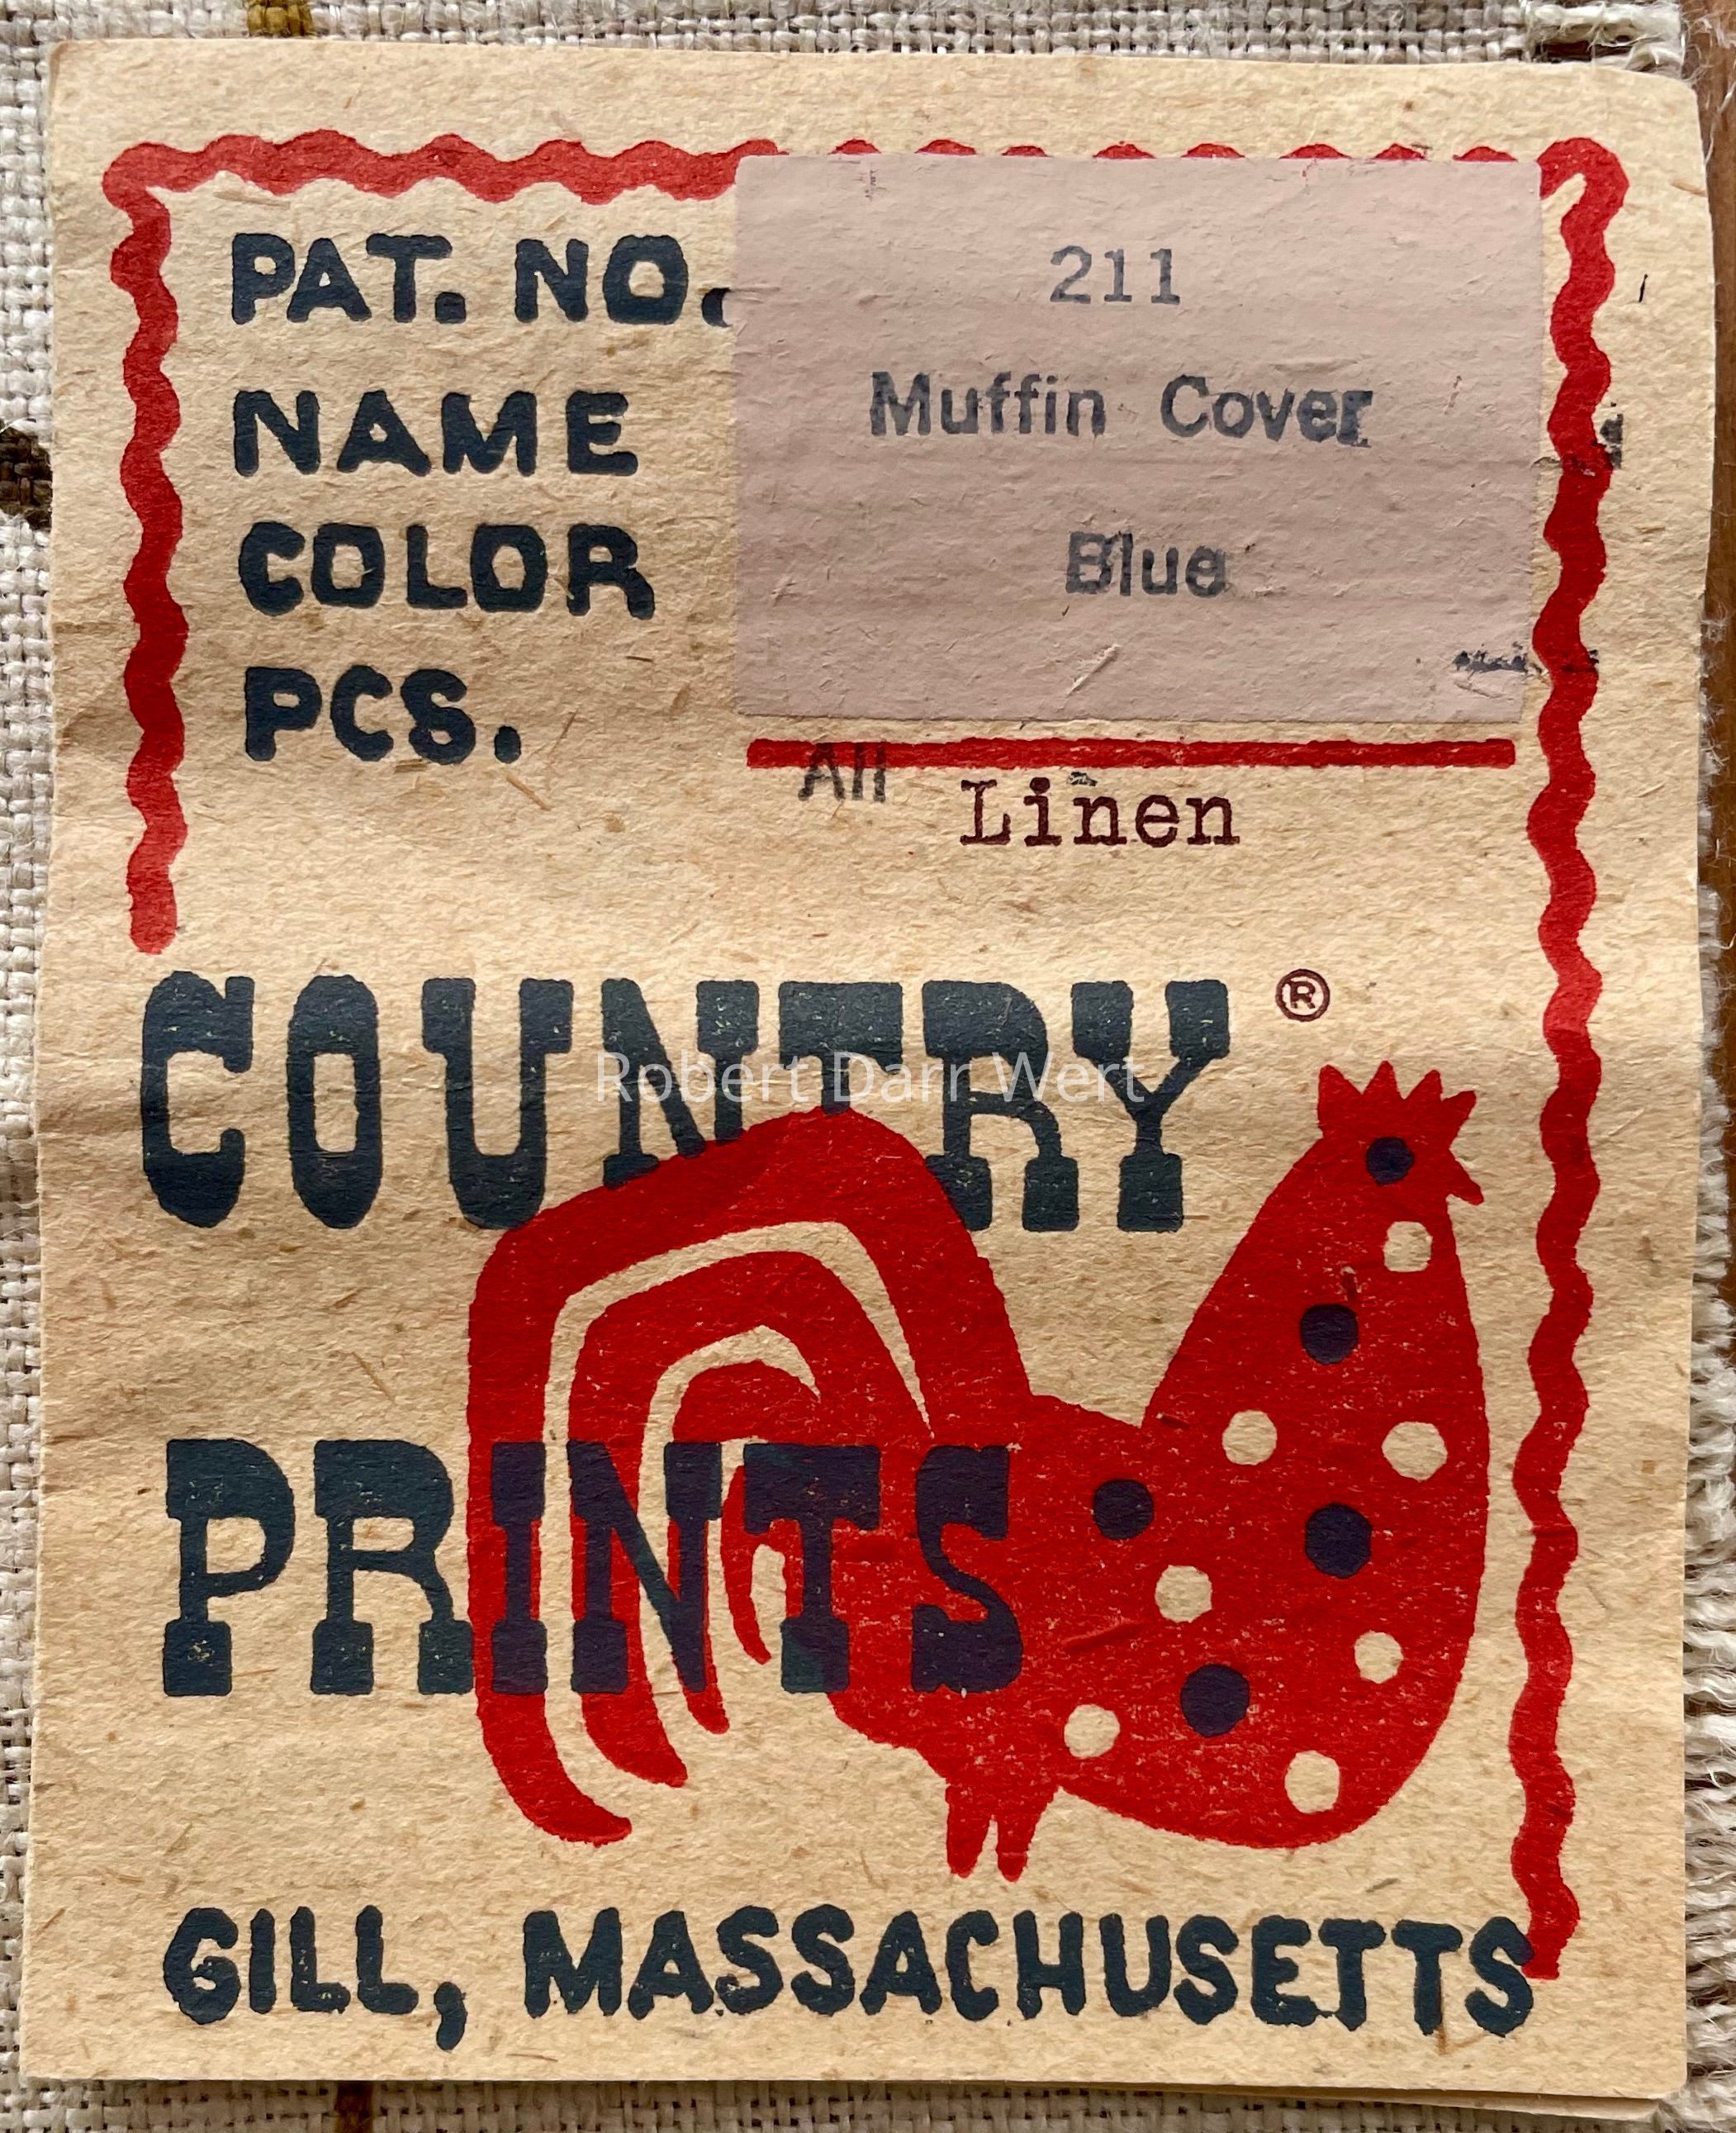 PAT. NO. 211
NAME Muffin Cover
COLOR Blue
PCS.
All Linen
COUNTRY ®
Robert Darr Wert
PRINTS
GILL, MASSACHUSETTS